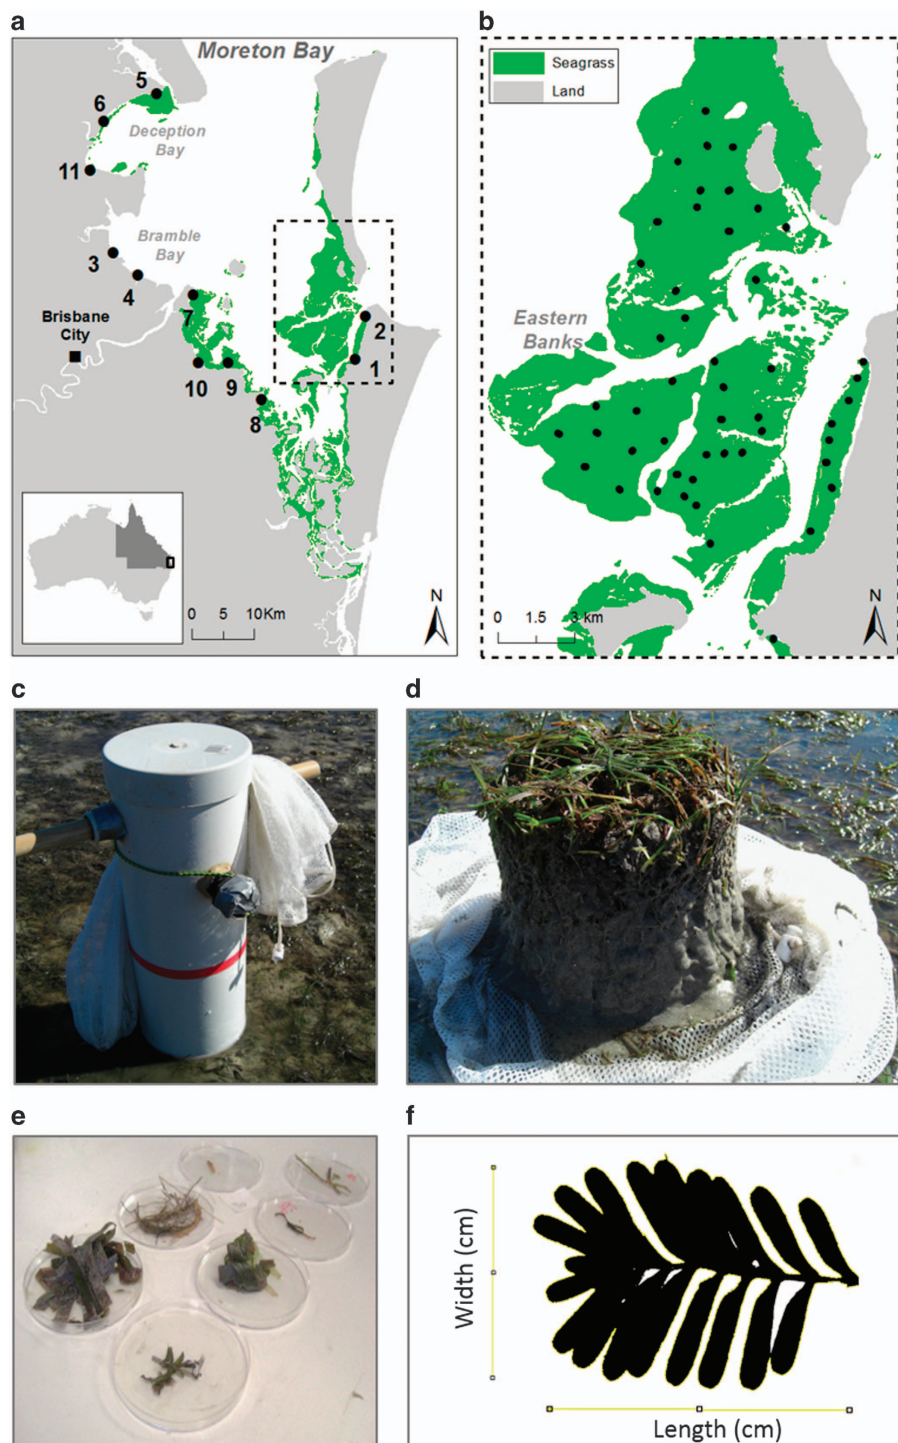 a
Moreton Bay
5
6
Deception
Bay
11
Bramble
Bay
3
4
Brisbane
City
7
2
1
10
9
8
0 5 10Km
N
b
Seagrass
Land
Eastern
Banks
0 1.5 3 km
N
c
d
e
f
Width (cm)
Length (cm)